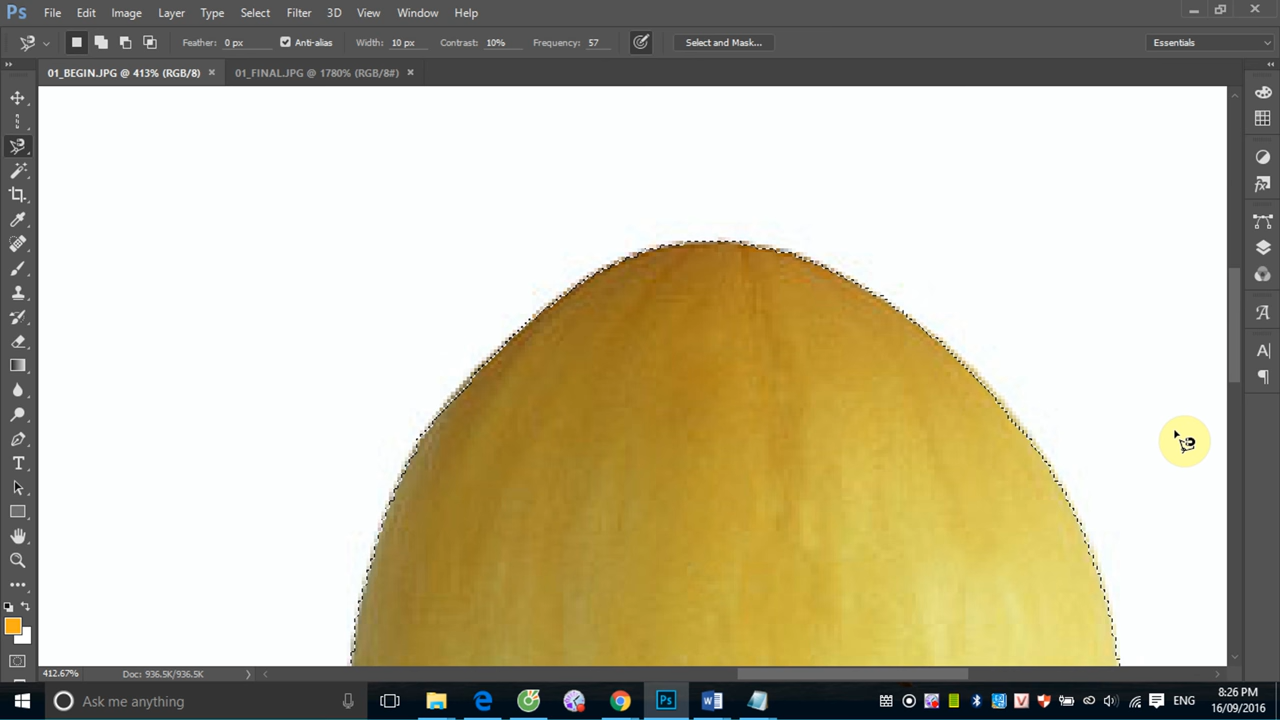 Ps File Edit Image Layer Type Select Filter 3D View Window Help
Feather: 0 px Anti-alias Width: 10 px Contrast: 10% Frequency: 57 Select and Mask... Essentials
01_BEGIN.JPG @ 413% (RGB/8) × 01_FINAL.JPG @ 1780% (RGB/8#) ×
412.67% Doc: 936.5K/936.5K
Ask me anything
Ps
ENG
8:26 PM
16/09/2016